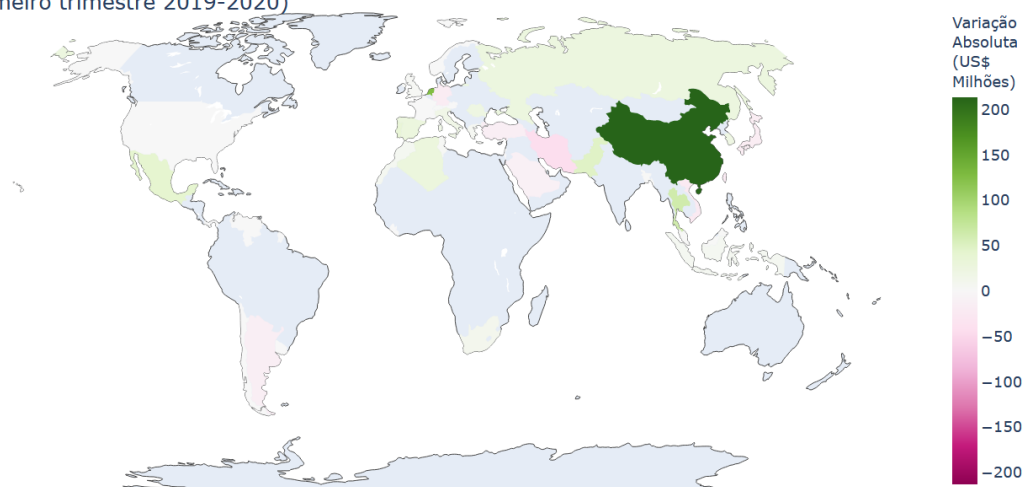 neiro trimestre 2019-2020)
Variação
Absoluta
(US$
Milhões)
200
150
100
50
0
−50
−100
−150
−200